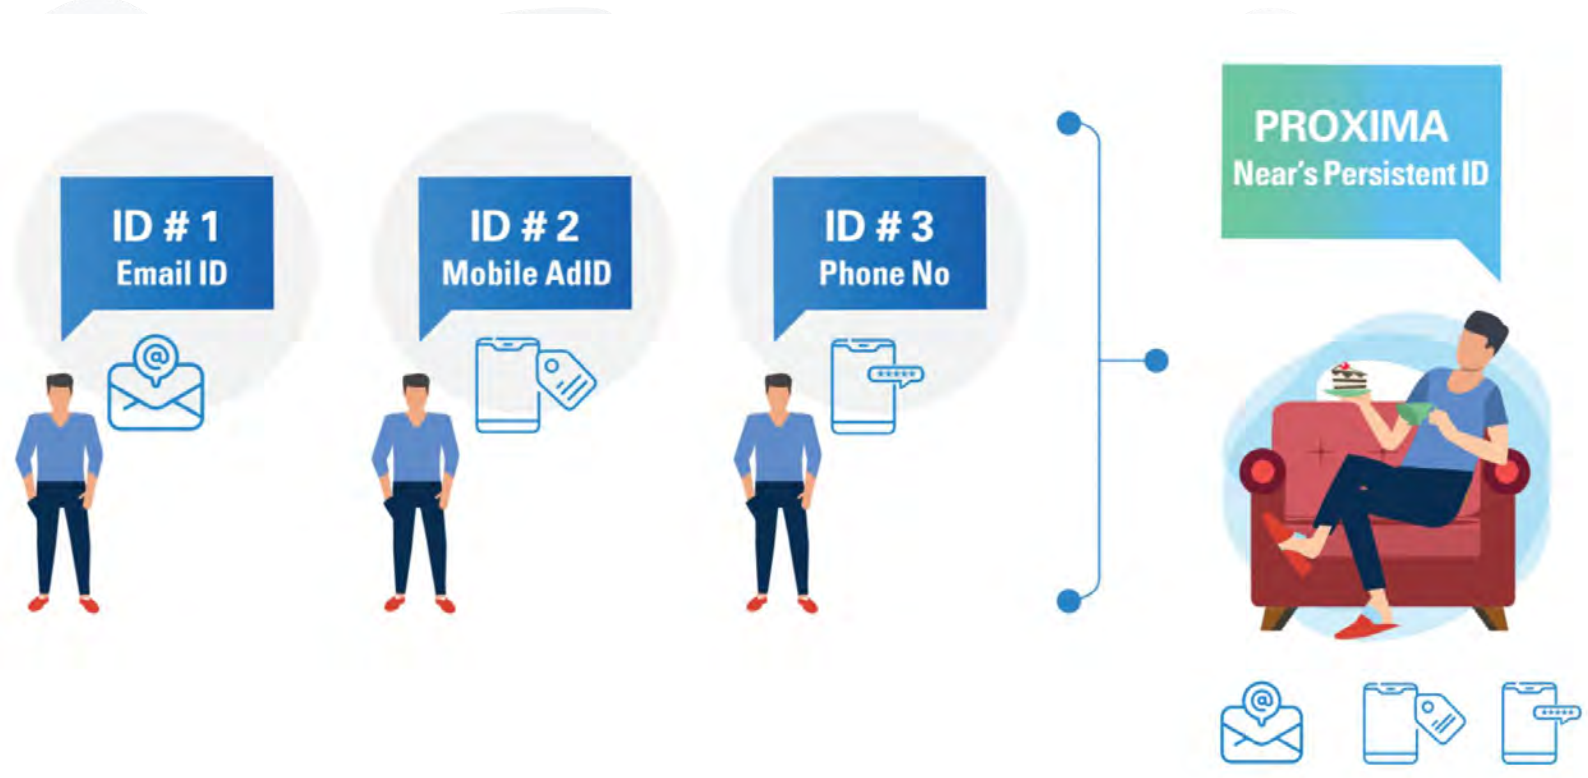 ID # 1
Email ID
ID # 2
Mobile AdID
ID # 3
Phone No
PROXIMA
Near's Persistent ID